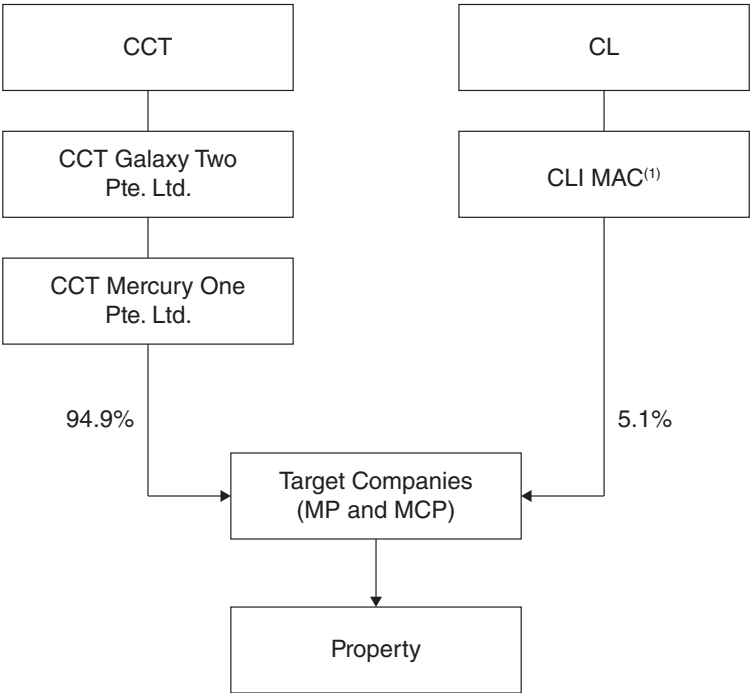 CCT
CL
CCT Galaxy Two
Pte. Ltd.
CLI MAC(1)
CCT Mercury One
Pte. Ltd.
94.9%
5.1%
Target Companies
(MP and MCP)
Property